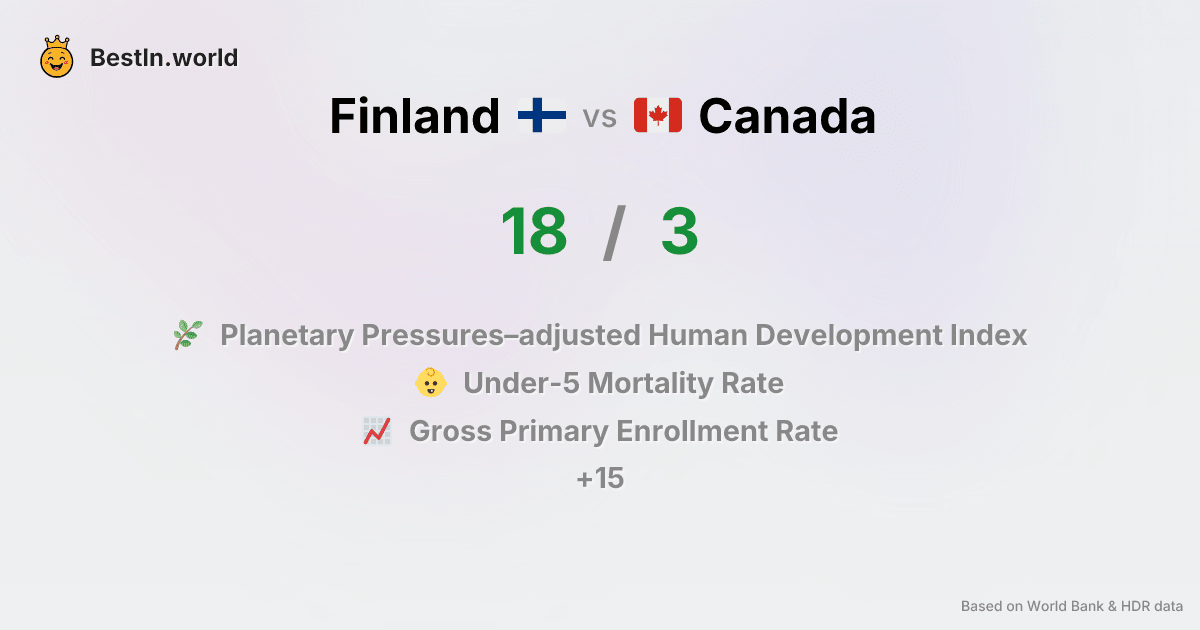 BestIn.world
Finland vs Canada
18 / 3
Planetary Pressures–adjusted Human Development Index
Under-5 Mortality Rate
Gross Primary Enrollment Rate
+15
Based on World Bank & HDR data